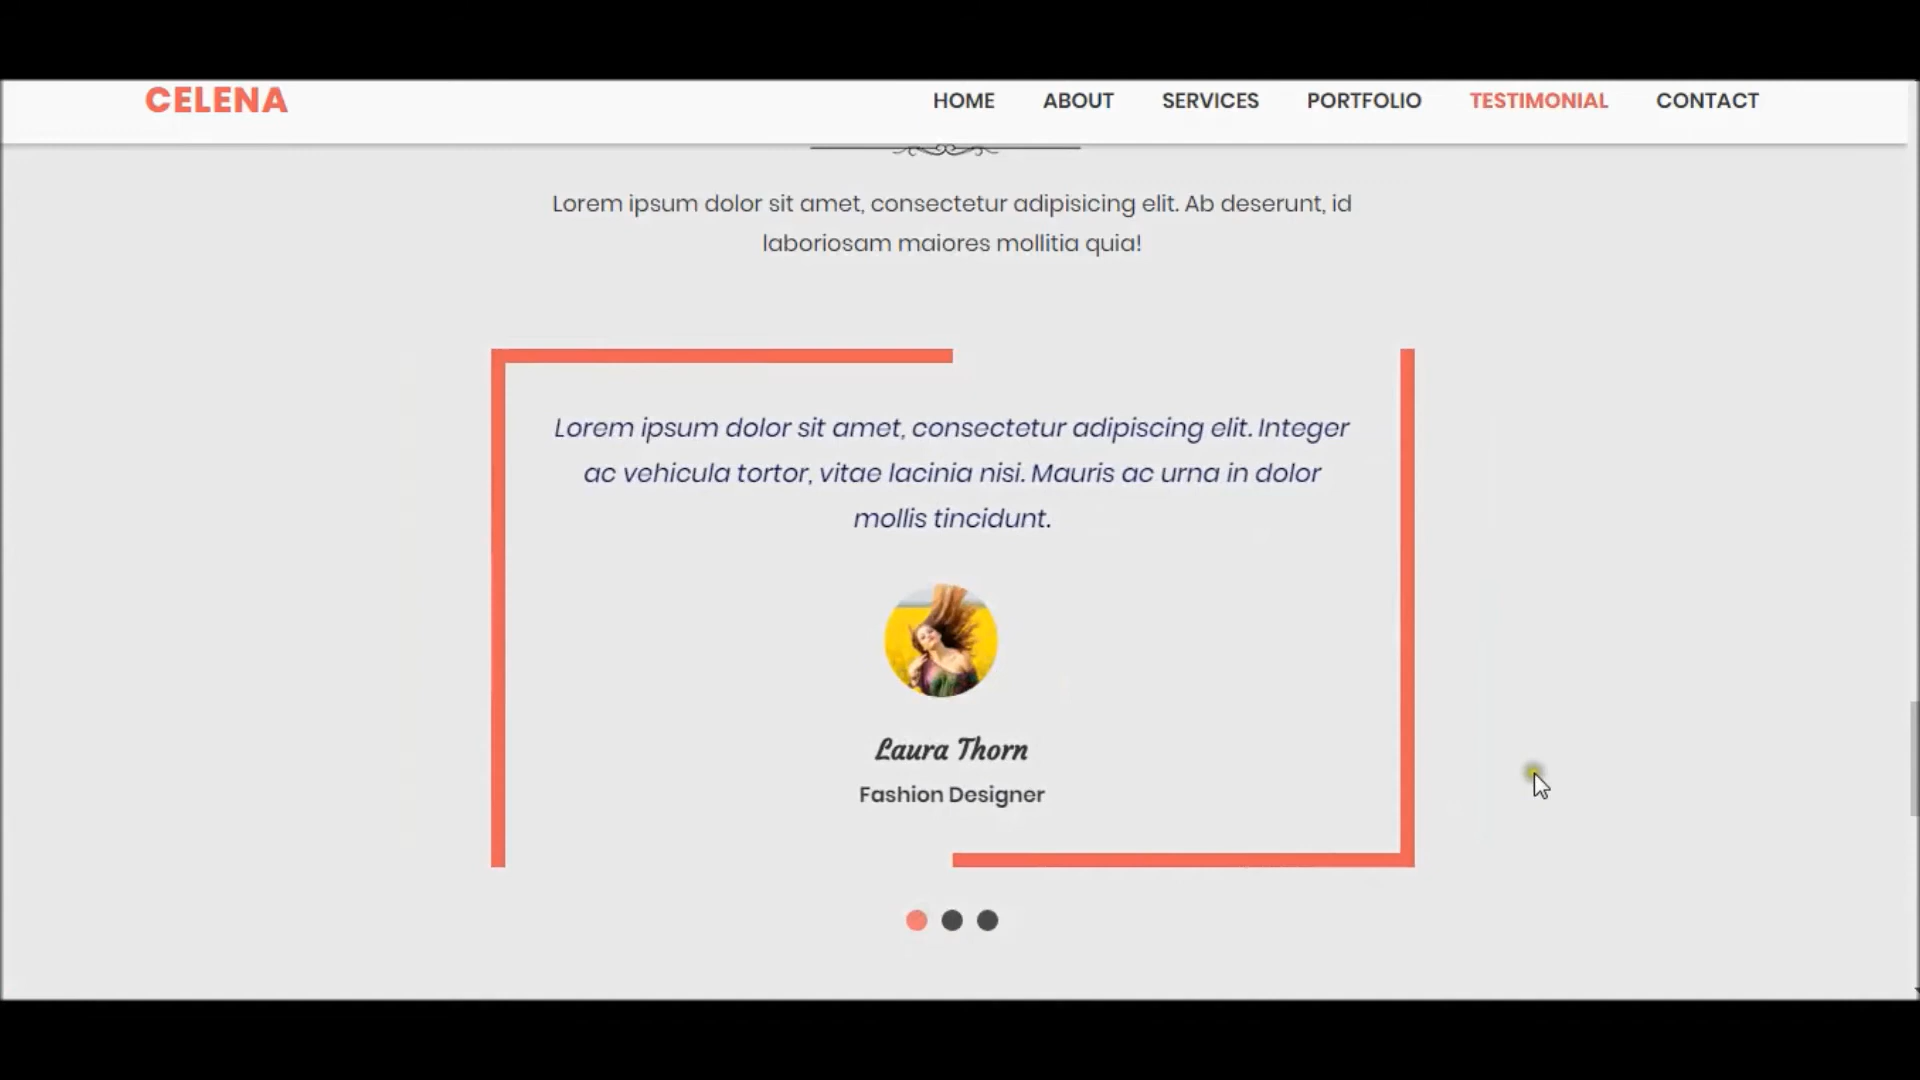 CELENA
HOME ABOUT SERVICES PORTFOLIO TESTIMONIAL CONTACT
Lorem ipsum dolor sit amet, consectetur adipisicing elit. Ab deserunt, id
laboriosam maiores mollitia quia!
Lorem ipsum dolor sit amet, consectetur adipiscing elit. Integer
ac vehicula tortor, vitae lacinia nisi. Mauris ac urna in dolor
mollis tincidunt.
Laura Thorn
Fashion Designer